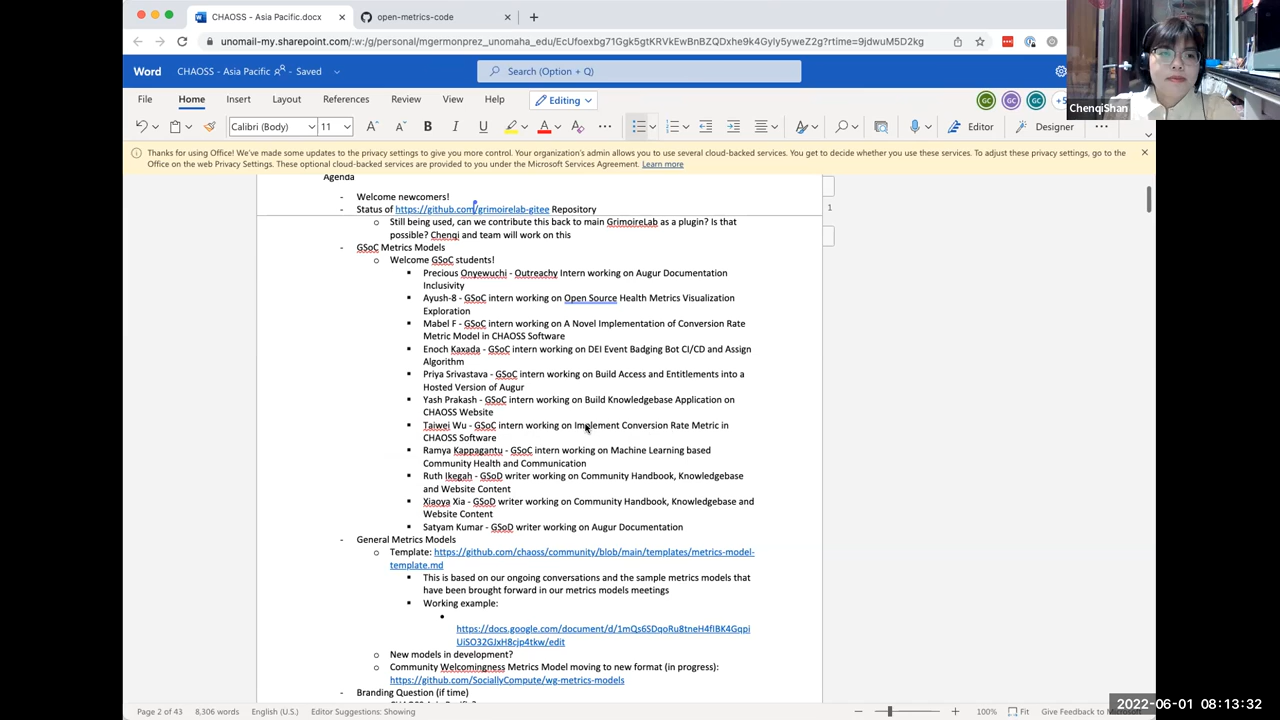 CHAOSS - Asia Pacific.docx
open-metrics-code
unomail-my.sharepoint.com/:w:/g/personal/mgermonprez_unomaha_edu/EcUfoexbg71Ggk5gtKRVkEwBnBZQDxhe9k4Gyly5yweZ2g?rtime=9jdwuM5D2kg
Word CHAOSS - Asia Pacific - Saved Search (Option + Q)
ChenqiShan
File Home Insert Layout References Review View Help Editing GC GC GC +5
Calibri (Body) 11 B I U A Editor Designer
Thanks for using Office! We've made some updates to the privacy settings to give you more control. Your organization's admin allows you to use several cloud-backed services. You get to decide whether you use these services. To adjust these privacy settings, go to the
Office on the web Privacy Settings. These optional cloud-backed services are provided to you under the Microsoft Services Agreement. Learn more
Agenda
- Welcome newcomers!
- Status of https://github.com/grimoirelab-gitee Repository
1
o Still being used, can we contribute this back to main GrimoireLab as a plugin? Is that
possible? Chenqi and team will work on this
- GSoC Metrics Models
o Welcome GSoC students!
▪ Precious Onyewuchi - Outreachy Intern working on Augur Documentation
Inclusivity
▪ Ayush-8 - GSoC intern working on Open Source Health Metrics Visualization
Exploration
▪ Mabel F - GSoC intern working on A Novel Implementation of Conversion Rate
Metric Model in CHAOSS Software
▪ Enoch Kaxada - GSoC intern working on DEI Event Badging Bot CI/CD and Assign
Algorithm
▪ Priya Srivastava - GSoC intern working on Build Access and Entitlements into a
Hosted Version of Augur
▪ Yash Prakash - GSoC intern working on Build Knowledgebase Application on
CHAOSS Website
▪ Taiwei Wu - GSoC intern working on Implement Conversion Rate Metric in
CHAOSS Software
▪ Ramya Kappagantu - GSoC intern working on Machine Learning based
Community Health and Communication
▪ Ruth Ikegah - GSoD writer working on Community Handbook, Knowledgebase
and Website Content
▪ Xiaoya Xia - GSoD writer working on Community Handbook, Knowledgebase and
Website Content
▪ Satyam Kumar - GSoD writer working on Augur Documentation
- General Metrics Models
o Template: https://github.com/chaoss/community/blob/main/templates/metrics-model-
template.md
▪ This is based on our ongoing conversations and the sample metrics models that
have been brought forward in our metrics models meetings
▪ Working example:
•
https://docs.google.com/document/d/1mQs6SDqoRu8tneH4fIBK4Gqpi
UiSO32GJxH8cjp4tkw/edit
o New models in development?
o Community Welcomingness Metrics Model moving to new format (in progress):
https://github.com/SociallyCompute/wg-metrics-models
- Branding Question (if time)
Page 2 of 43 8,306 words English (U.S.) Editor Suggestions: Showing 100% Fit Give Feedback to
2022-06-01 08:13:32